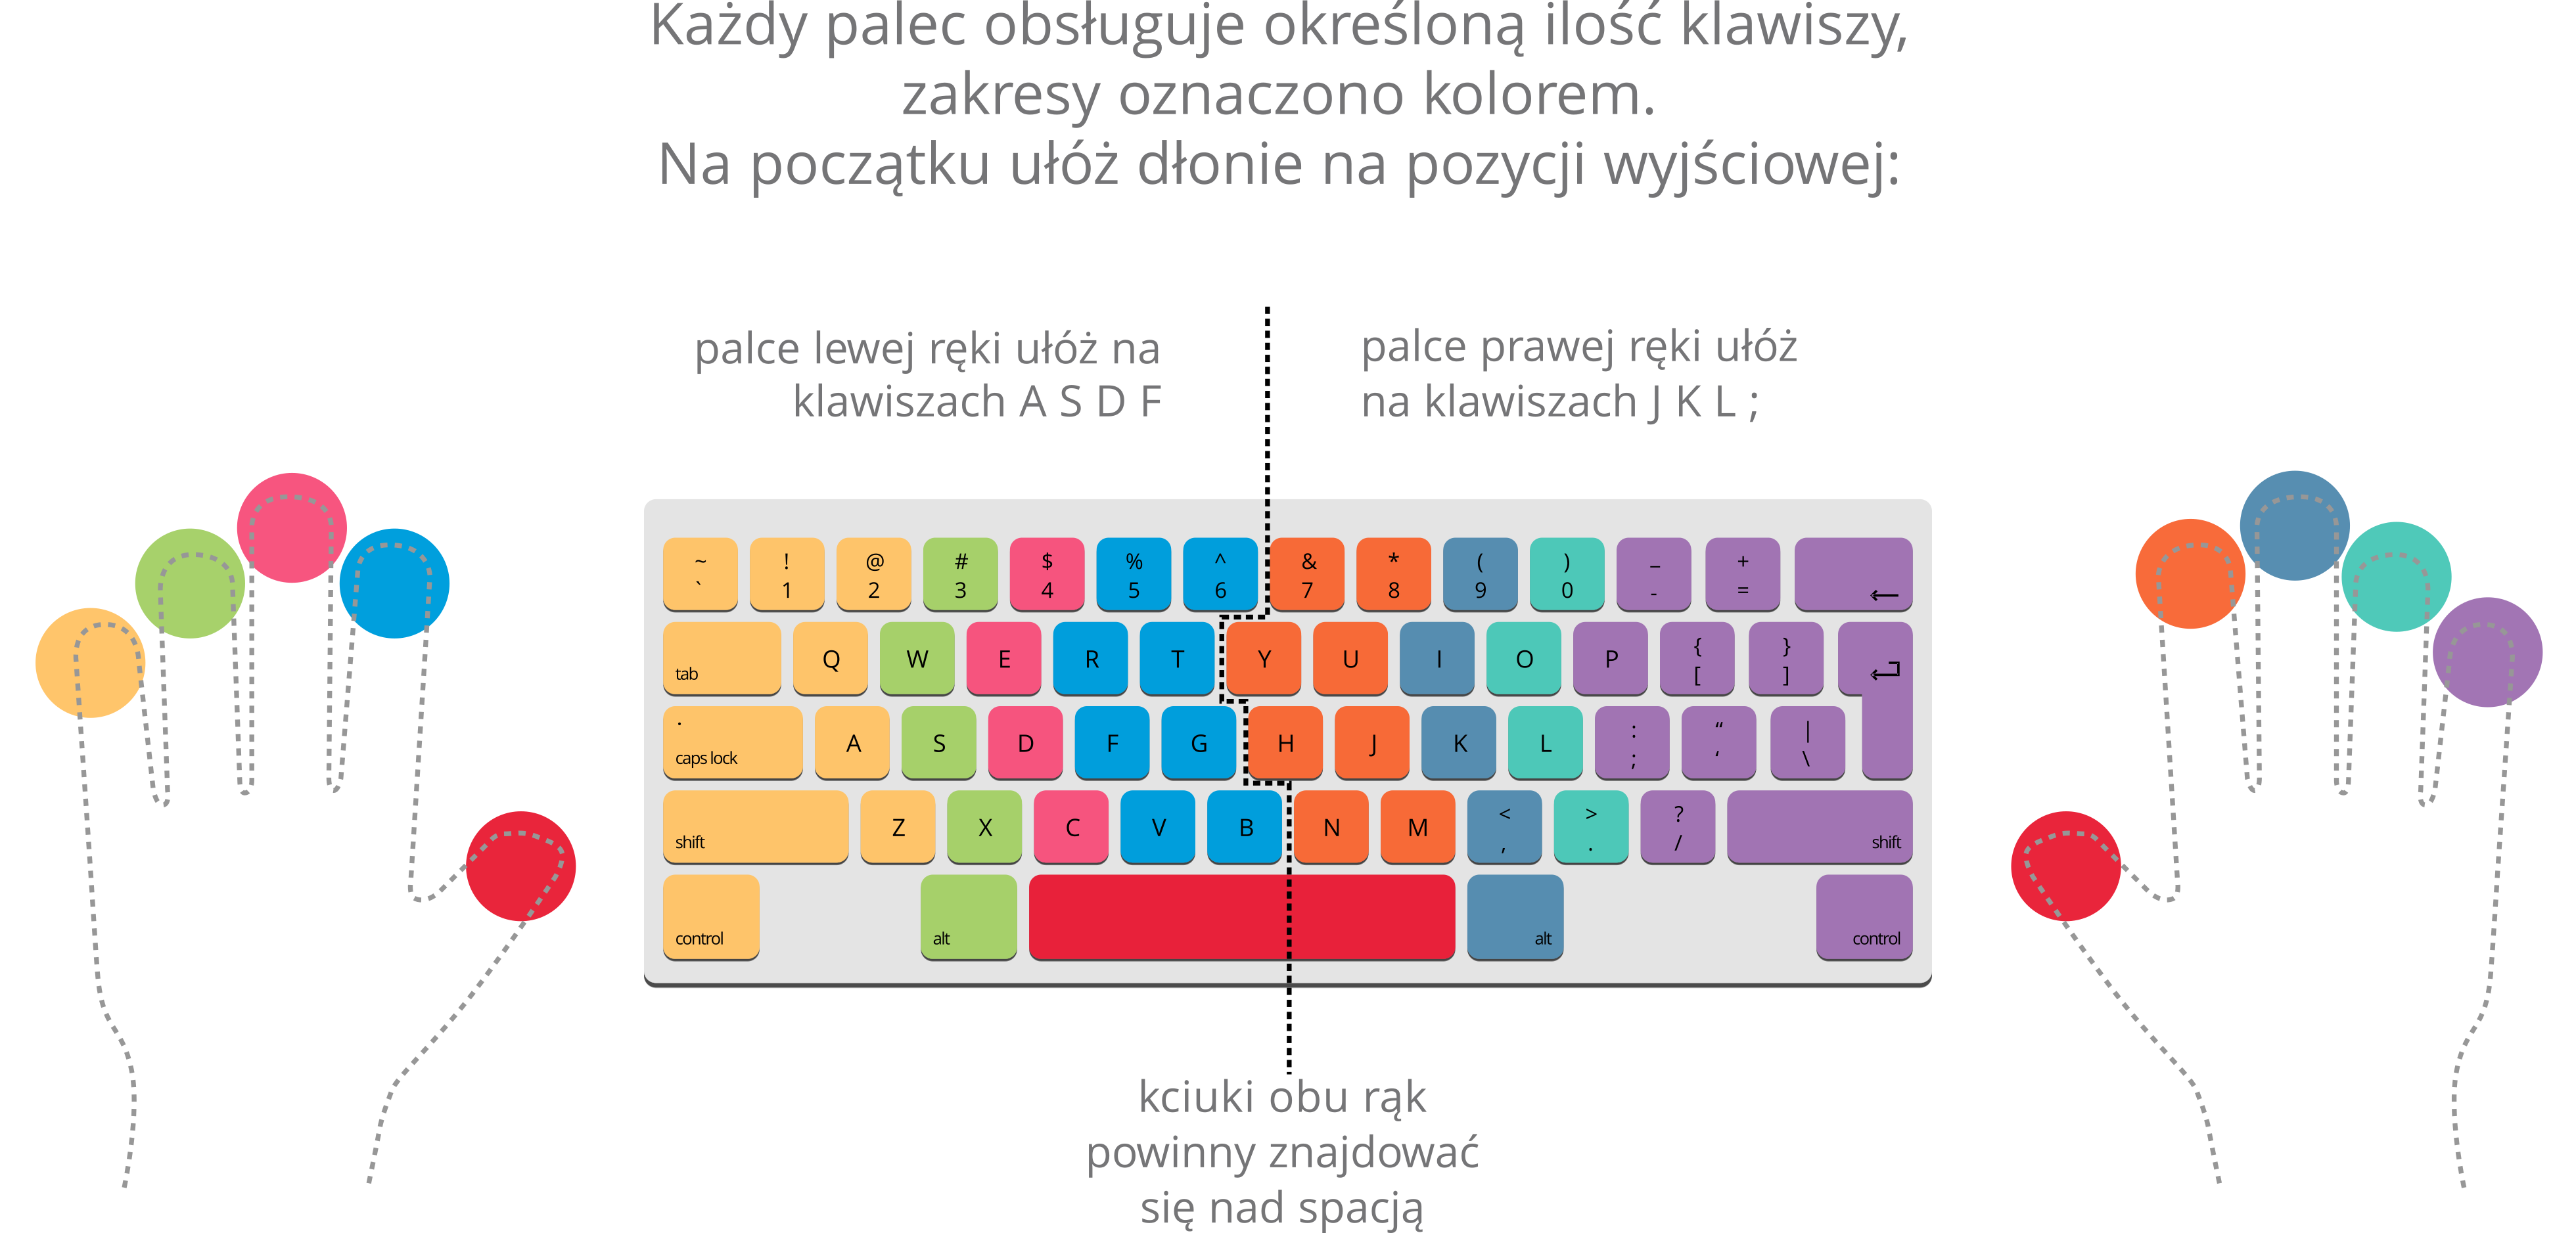 Każdy palec obsługuje określoną ilość klawiszy,
zakresy oznaczono kolorem.
Na początku ułóż dłonie na pozycji wyjściowej:
palce lewej ręki ułóż na
klawiszach A S D F
palce prawej ręki ułóż
na klawiszach J K L ;
~ ! @ # $ % ^ & * ( ) _ +
` 1 2 3 4 5 6 7 8 9 0 - = ←
tab Q W E R T Y U I O P { }
[ ] ↵
caps lock A S D F G H J K L : “ |
; ‘ \
shift Z X C V B N M < > ? shift
, . /
control alt alt control
kciuki obu rąk
powinny znajdować
się nad spacją